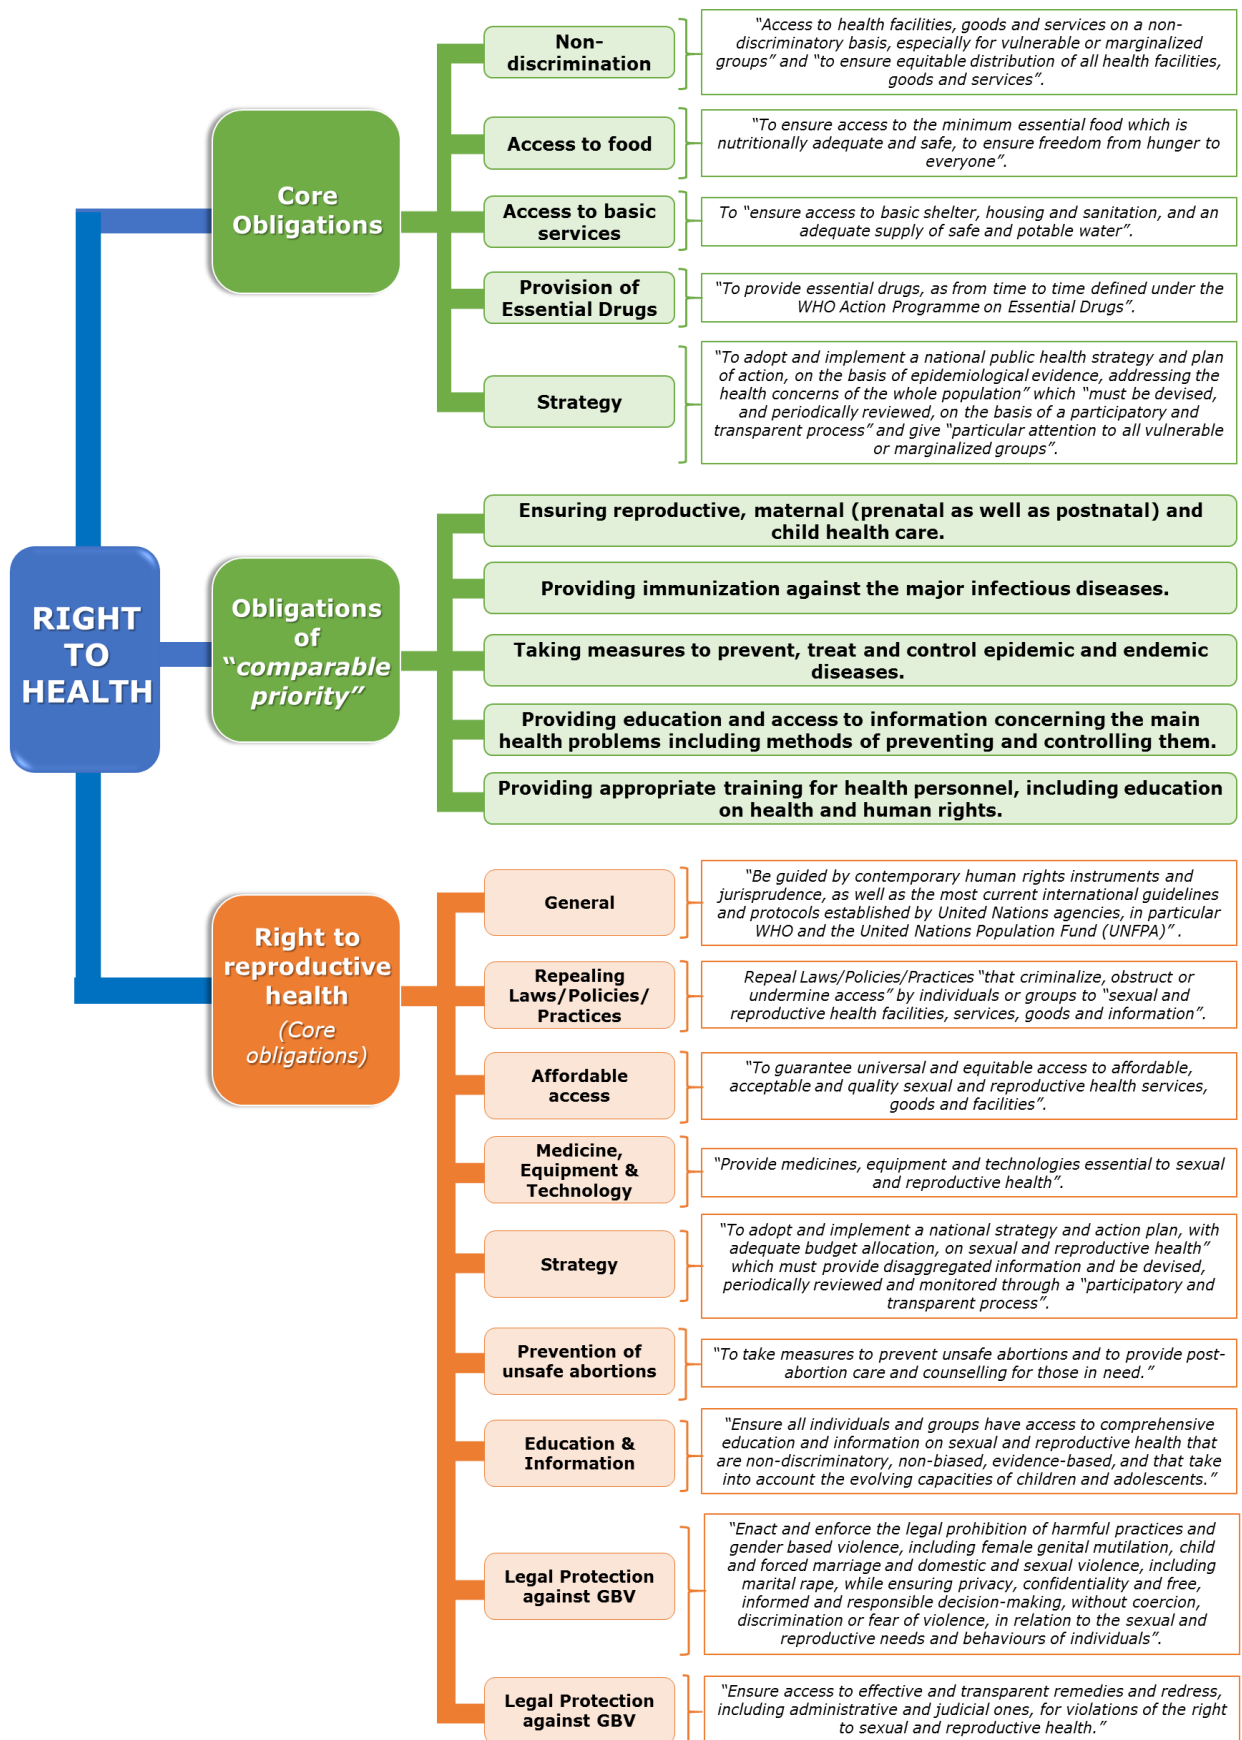 RIGHT
TO
HEALTH
Core
Obligations
Non-
discrimination
“Access to health facilities, goods and services on a non-
discriminatory basis, especially for vulnerable or marginalized
groups” and “to ensure equitable distribution of all health facilities,
goods and services”.
Access to food
“To ensure access to the minimum essential food which is
nutritionally adequate and safe, to ensure freedom from hunger to
everyone”.
Access to basic
services
To “ensure access to basic shelter, housing and sanitation, and an
adequate supply of safe and potable water”.
Provision of
Essential Drugs
“To provide essential drugs, as from time to time defined under the
WHO Action Programme on Essential Drugs”.
Strategy
“To adopt and implement a national public health strategy and plan
of action, on the basis of epidemiological evidence, addressing the
health concerns of the whole population” which “must be devised,
and periodically reviewed, on the basis of a participatory and
transparent process” and give “particular attention to all vulnerable
or marginalized groups”.
Obligations
of
“comparable
priority”
Ensuring reproductive, maternal (prenatal as well as postnatal) and
child health care.
Providing immunization against the major infectious diseases.
Taking measures to prevent, treat and control epidemic and endemic
diseases.
Providing education and access to information concerning the main
health problems including methods of preventing and controlling them.
Providing appropriate training for health personnel, including education
on health and human rights.
Right to
reproductive
health
(Core
obligations)
General
“Be guided by contemporary human rights instruments and
jurisprudence, as well as the most current international guidelines
and protocols established by United Nations agencies, in particular
WHO and the United Nations Population Fund (UNFPA)” .
Repealing
Laws/Policies/
Practices
Repeal Laws/Policies/Practices “that criminalize, obstruct or
undermine access” by individuals or groups to “sexual and
reproductive health facilities, services, goods and information”.
Affordable
access
“To guarantee universal and equitable access to affordable,
acceptable and quality sexual and reproductive health services,
goods and facilities”.
Medicine,
Equipment &
Technology
“Provide medicines, equipment and technologies essential to sexual
and reproductive health”.
Strategy
“To adopt and implement a national strategy and action plan, with
adequate budget allocation, on sexual and reproductive health”
which must provide disaggregated information and be devised,
periodically reviewed and monitored through a “participatory and
transparent process”.
Prevention of
unsafe abortions
“To take measures to prevent unsafe abortions and to provide post-
abortion care and counselling for those in need.”
Education &
Information
“Ensure all individuals and groups have access to comprehensive
education and information on sexual and reproductive health that
are non-discriminatory, non-biased, evidence-based, and that take
into account the evolving capacities of children and adolescents.”
Legal Protection
against GBV
“Enact and enforce the legal prohibition of harmful practices and
gender based violence, including female genital mutilation, child
and forced marriage and domestic and sexual violence, including
marital rape, while ensuring privacy, confidentiality and free,
informed and responsible decision-making, without coercion,
discrimination or fear of violence, in relation to the sexual and
reproductive needs and behaviours of individuals”.
Legal Protection
against GBV
“Ensure access to effective and transparent remedies and redress,
including administrative and judicial ones, for violations of the right
to sexual and reproductive health.”